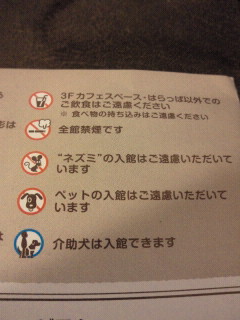 3Fカフェスペース・はらっぱ以外での
ご飲食はご遠慮ください
※ 食べ物の持ち込みはご遠慮ください
形は
全館禁煙です
"ネズミ"の入館はご遠慮いただいて
います
ペットの入館はご遠慮いただいて
います
は
介助犬は入館できます